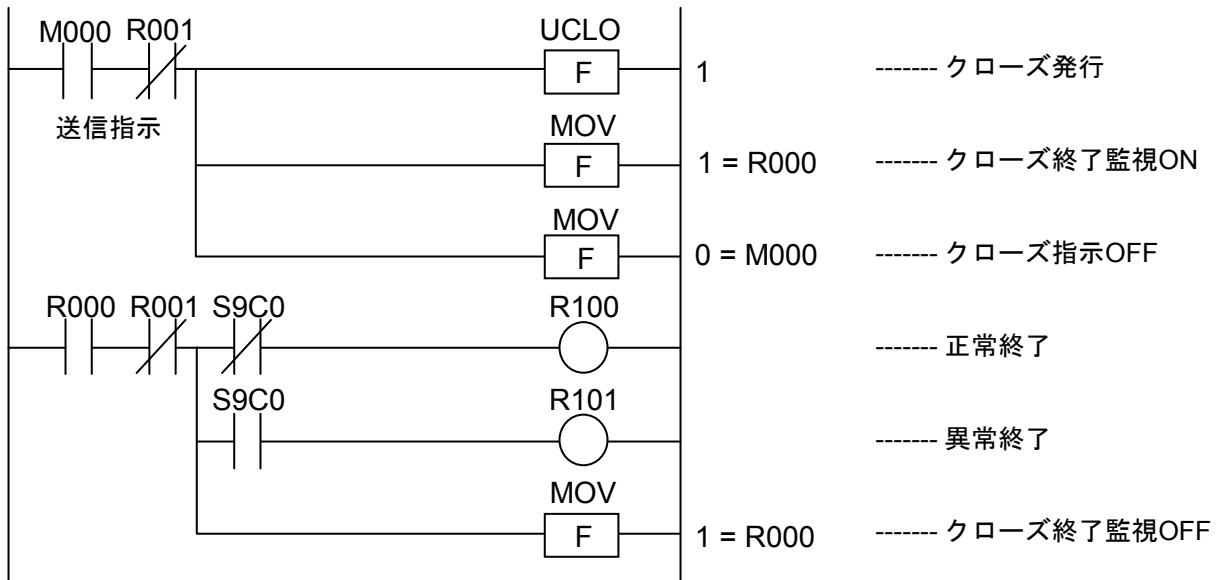 M000 R001 UCLO
F 1 ------- クローズ発行
送信指示
MOV
F 1 = R000 ------- クローズ終了監視ON
MOV
F 0 = M000 ------- クローズ指示OFF
R000 R001 S9C0 R100
------- 正常終了
S9C0 R101
------- 異常終了
MOV
F 1 = R000 ------- クローズ終了監視OFF